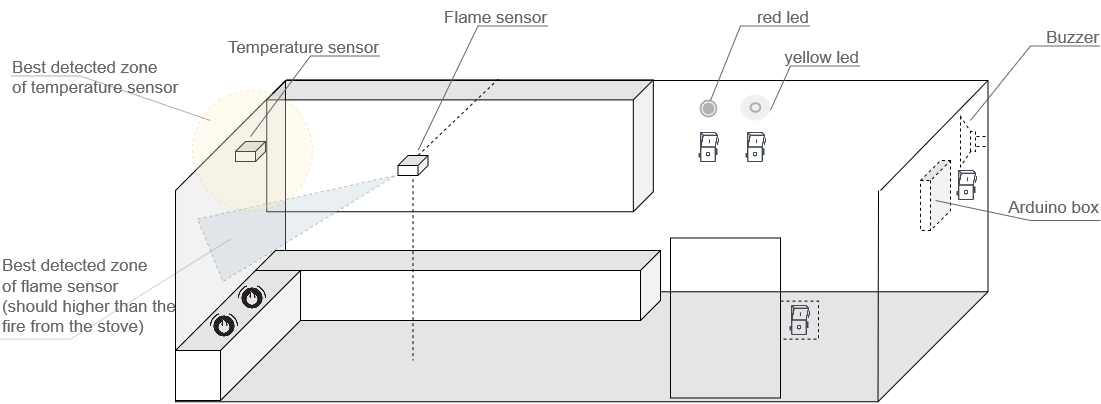 Flame sensor
red led
Buzzer
Temperature sensor
yellow led
Best detected zone
of temperature sensor
Arduino box
Best detected zone
of flame sensor
(should higher than the
fire from the stove)